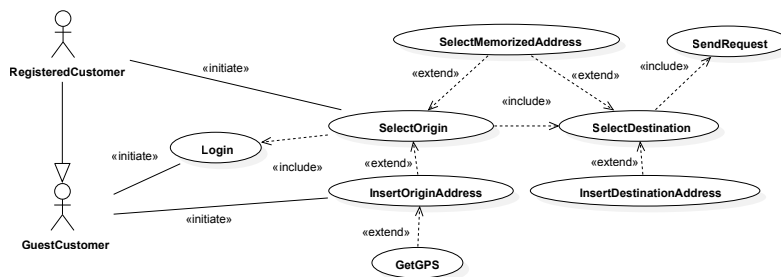 SelectMemorizedAddress
SendRequest
RegisteredCustomer
«initiate»
«extend»
«extend»
«include»
«include»
SelectOrigin
SelectDestination
Login
«initiate»
«include»
«extend»
«extend»
InsertOriginAddress
InsertDestinationAddress
«initiate»
GuestCustomer
«extend»
GetGPS